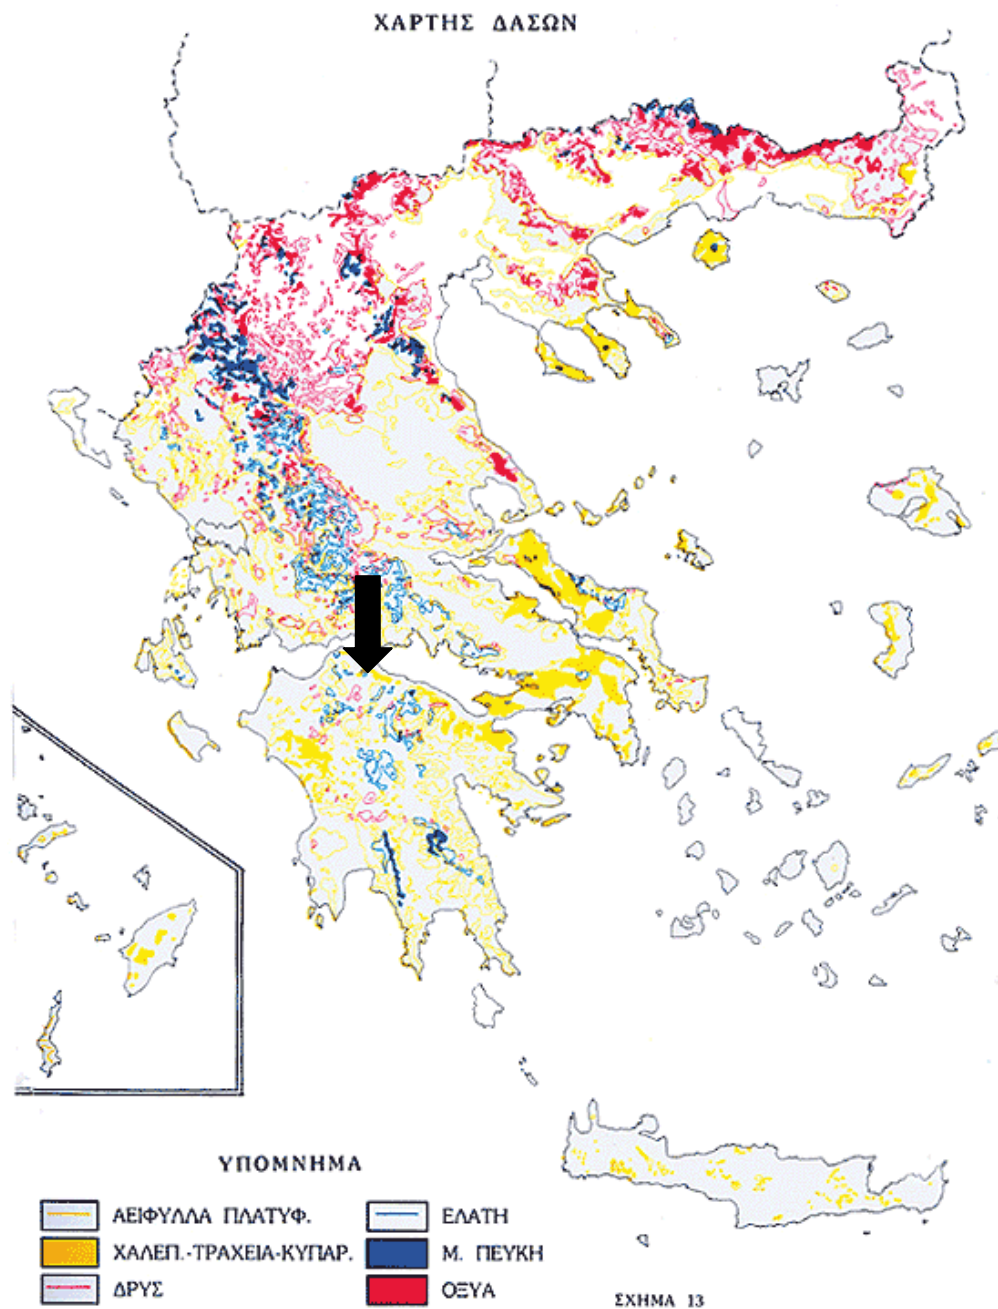 ΧΑΡΤΗΣ ΔΑΣΩΝ
ΥΠΟΜΝΗΜΑ
ΑΕΙΦΥΛΛΑ ΠΛΑΤΥΦ.
ΧΑΛΕΠ.-ΤΡΑΧΕΙΑ-ΚΥΠΑΡ.
ΔΡΥΣ
ΕΛΑΤΗ
Μ. ΠΕΥΚΗ
ΟΞΥΑ
ΣΧΗΜΑ 13